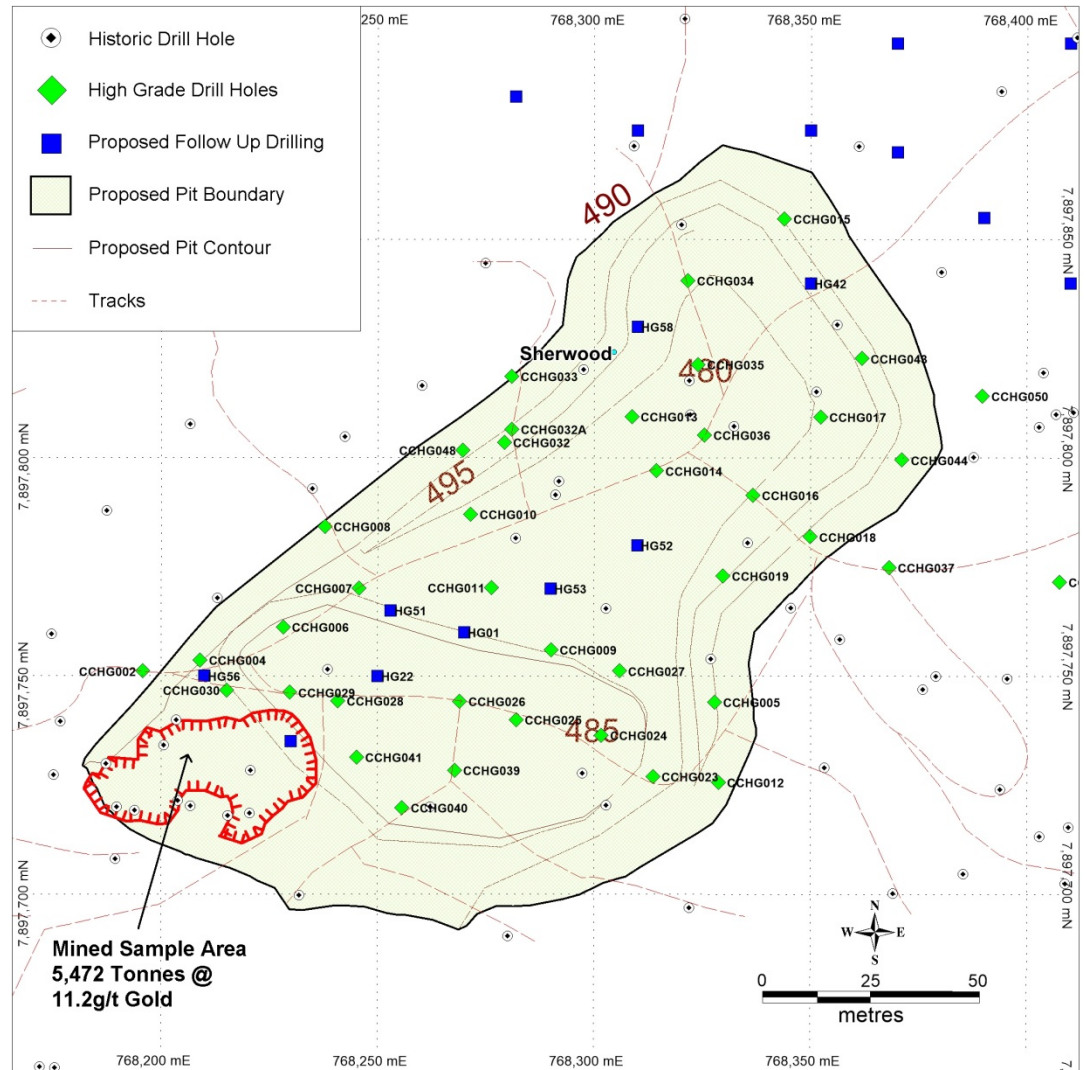 250 mE
768,300 mE
768,350 mE
768,400 mE
Historic Drill Hole
High Grade Drill Holes
Proposed Follow Up Drilling
Proposed Pit Boundary
Proposed Pit Contour
Tracks
490
7,897,850 mN
CCHG015
CCHG034
HG42
HG58
Sherwood
CCHG035
480
CCHG043
CCHG033
CCHG050
CCHG013
CCHG017
CCHG032A
CCHG036
CCHG032
CCHG048
7,897,800 mN
7,897,800 mN
CCHG044
CCHG014
495
CCHG016
CCHG010
CCHG008
CCHG018
HG52
CCHG037
CCHG019
CCHG007
CCHG011
HG53
HG51
CCHG006
HG01
CCHG009
CCHG004
CCHG002
HG56
HG22
CCHG027
7,897,750 mN
7,897,750 mN
CCHG030
CCHG029
CCHG028
CCHG026
CCHG005
CCHG025
485
CCHG024
CCHG041
CCHG039
CCHG023
CCHG012
CCHG040
7,897,700 mN
7,897,700 mN
N
W
E
S
Mined Sample Area
5,472 Tonnes @
11.2g/t Gold
0
25
50
metres
768,200 mE
768,250 mE
768,300 mE
768,350 mE
768,400 mE